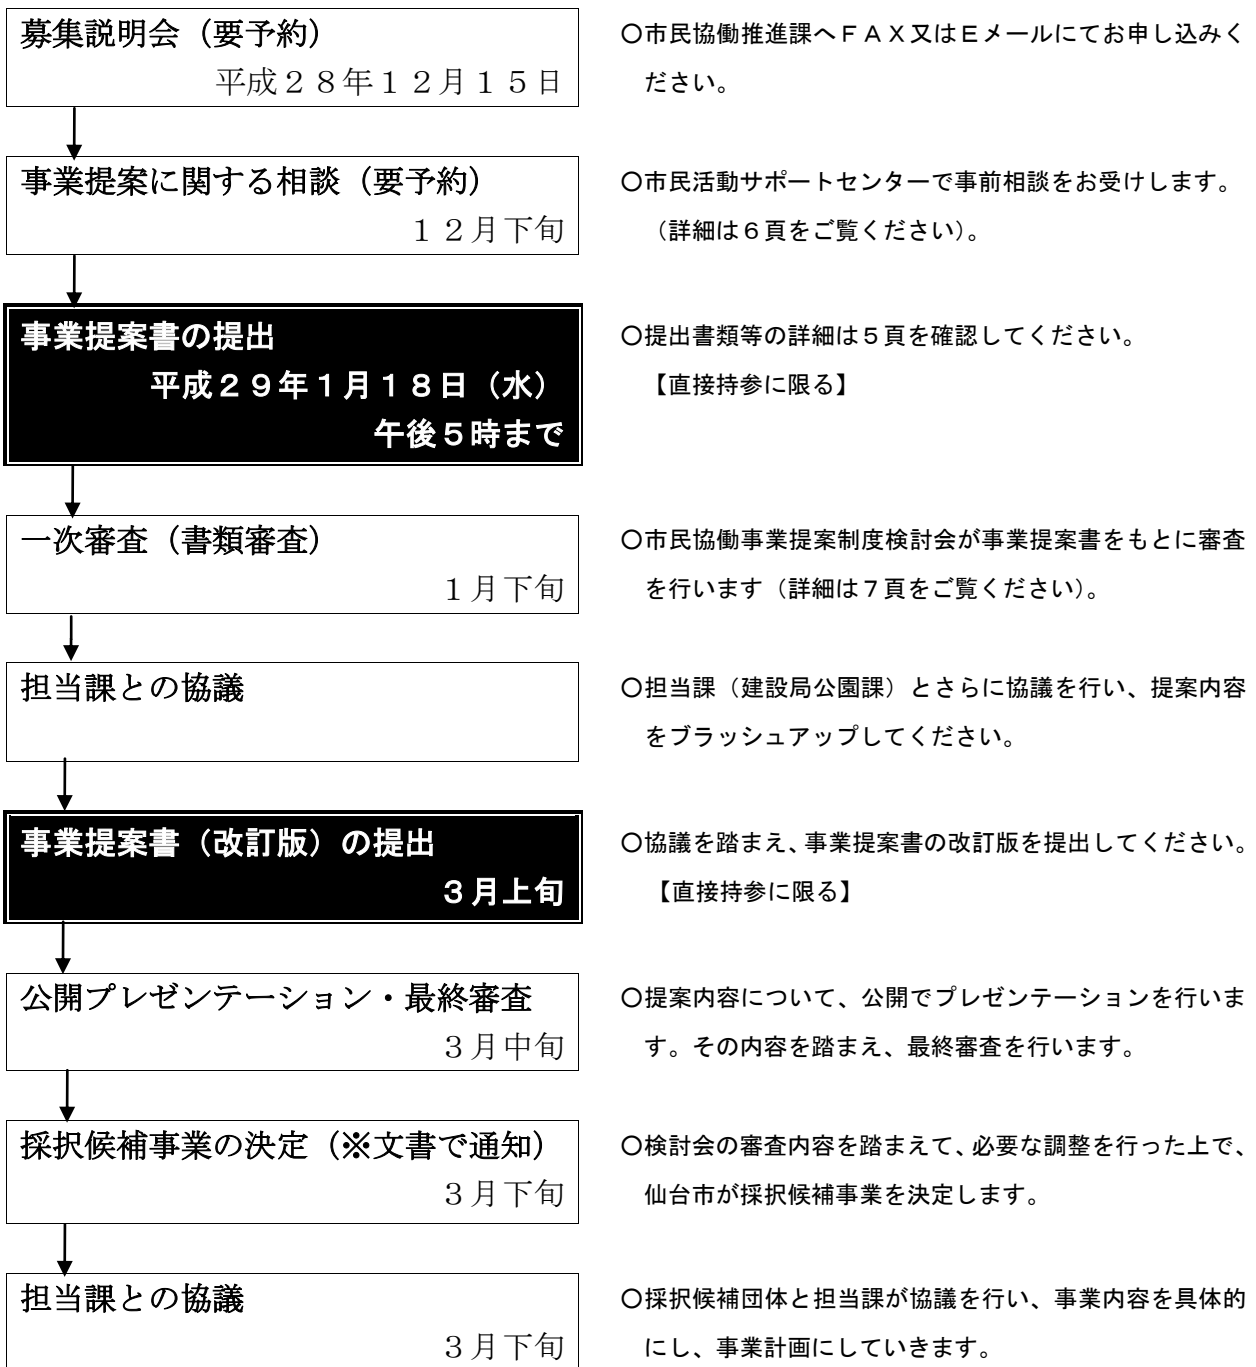 募集説明会（要予約）
平成２８年１２月１５日
〇市民協働推進課へＦＡＸ又はＥメールにてお申し込みく
ださい。
事業提案に関する相談（要予約）
１２月下旬
〇市民活動サポートセンターで事前相談をお受けします。
（詳細は６頁をご覧ください）。
事業提案書の提出
平成２９年１月１８日（水）
午後５時まで
〇提出書類等の詳細は５頁を確認してください。
【直接持参に限る】
一次審査（書類審査）
１月下旬
〇市民協働事業提案制度検討会が事業提案書をもとに審査
を行います（詳細は７頁をご覧ください）。
担当課との協議
〇担当課（建設局公園課）とさらに協議を行い、提案内容
をブラッシュアップしてください。
事業提案書（改訂版）の提出
３月上旬
〇協議を踏まえ、事業提案書の改訂版を提出してください。
【直接持参に限る】
公開プレゼンテーション・最終審査
３月中旬
〇提案内容について、公開でプレゼンテーションを行いま
す。その内容を踏まえ、最終審査を行います。
採択候補事業の決定（※文書で通知）
３月下旬
〇検討会の審査内容を踏まえて、必要な調整を行った上で、
仙台市が採択候補事業を決定します。
担当課との協議
３月下旬
〇採択候補団体と担当課が協議を行い、事業内容を具体的
にし、事業計画にしていきます。